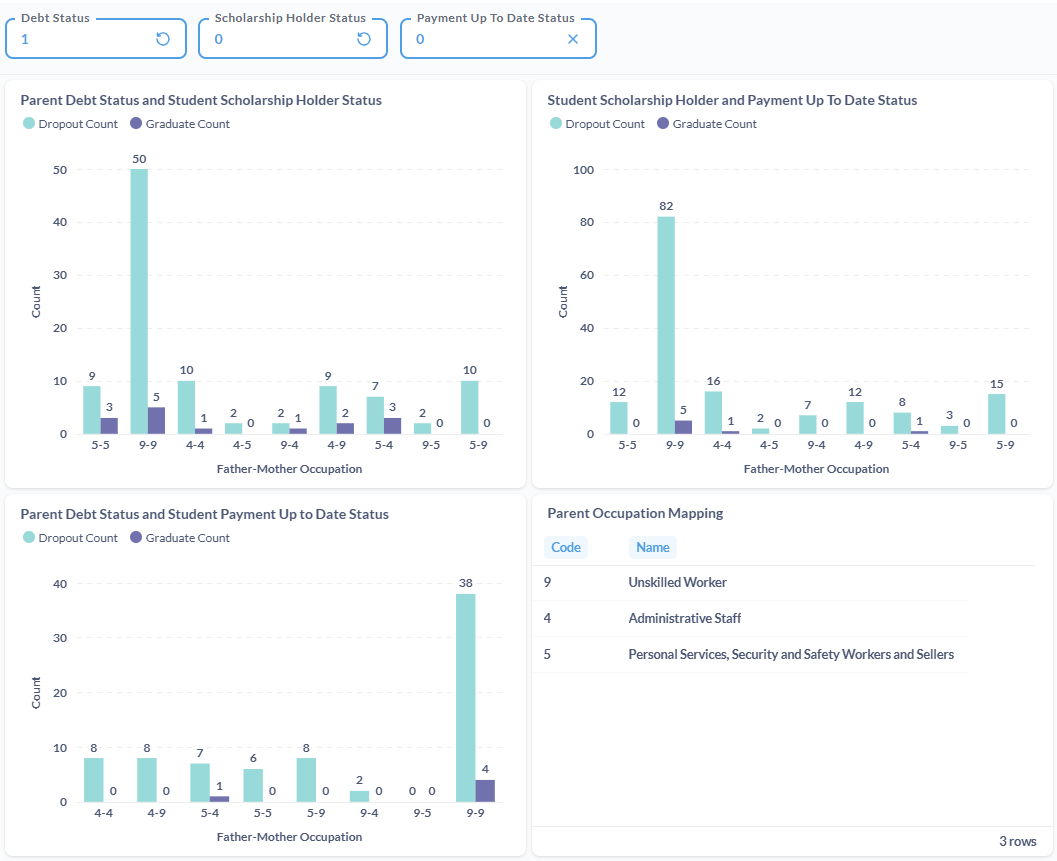 Debt Status
1
Scholarship Holder Status
0
Payment Up To Date Status
0
Parent Debt Status and Student Scholarship Holder Status
Dropout Count Graduate Count
50
50
40
30
20
10
0
Count
9 3 50 5 10 1 2 0 2 1 9 2 7 3 2 0 10 0
5-5 9-9 4-4 4-5 9-4 4-9 5-4 9-5 5-9
Father-Mother Occupation
Student Scholarship Holder and Payment Up To Date Status
Dropout Count Graduate Count
100
80
60
40
20
0
Count
12 0 82 5 16 1 2 0 7 0 12 0 8 1 3 0 15 0
5-5 9-9 4-4 4-5 9-4 4-9 5-4 9-5 5-9
Father-Mother Occupation
Parent Debt Status and Student Payment Up to Date Status
Dropout Count Graduate Count
40
30
20
10
0
Count
8 0 8 0 7 1 6 0 8 0 2 0 0 0 38 4
4-4 4-9 5-4 5-5 5-9 9-4 9-5 9-9
Father-Mother Occupation
Parent Occupation Mapping
Code Name
9 Unskilled Worker
4 Administrative Staff
5 Personal Services, Security and Safety Workers and Sellers
3 rows